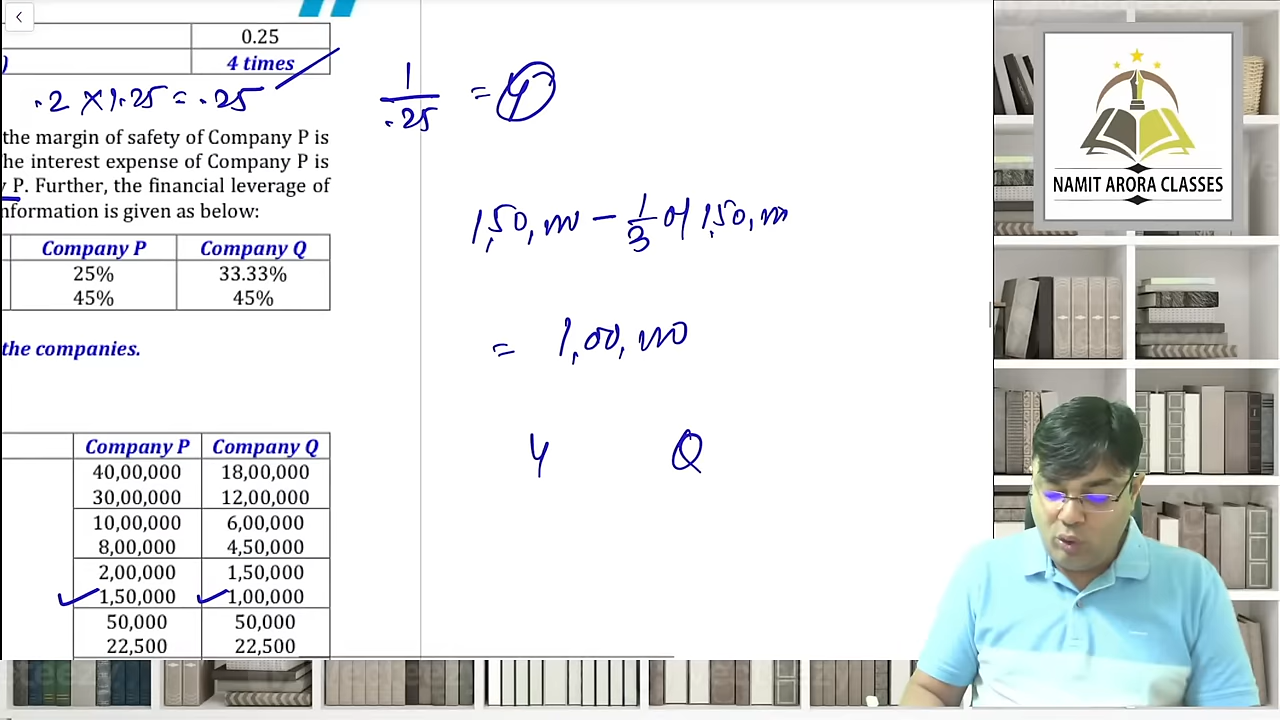 0.25
) 4 times
.2 × 1.25 = .25
the margin of safety of Company P is
he interest expense of Company P is
P. Further, the financial leverage of
nformation is given as below:
Company P Company Q
25% 33.33%
45% 45%
the companies.
Company P Company Q
40,00,000 18,00,000
30,00,000 12,00,000
10,00,000 6,00,000
8,00,000 4,50,000
2,00,000 1,50,000
1,50,000 1,00,000
50,000 50,000
22,500 22,500
1/.25 = 4
1,50,000 – 1/3 of 1,50,000
= 1,00,000
Q
NAMIT ARORA CLASSES